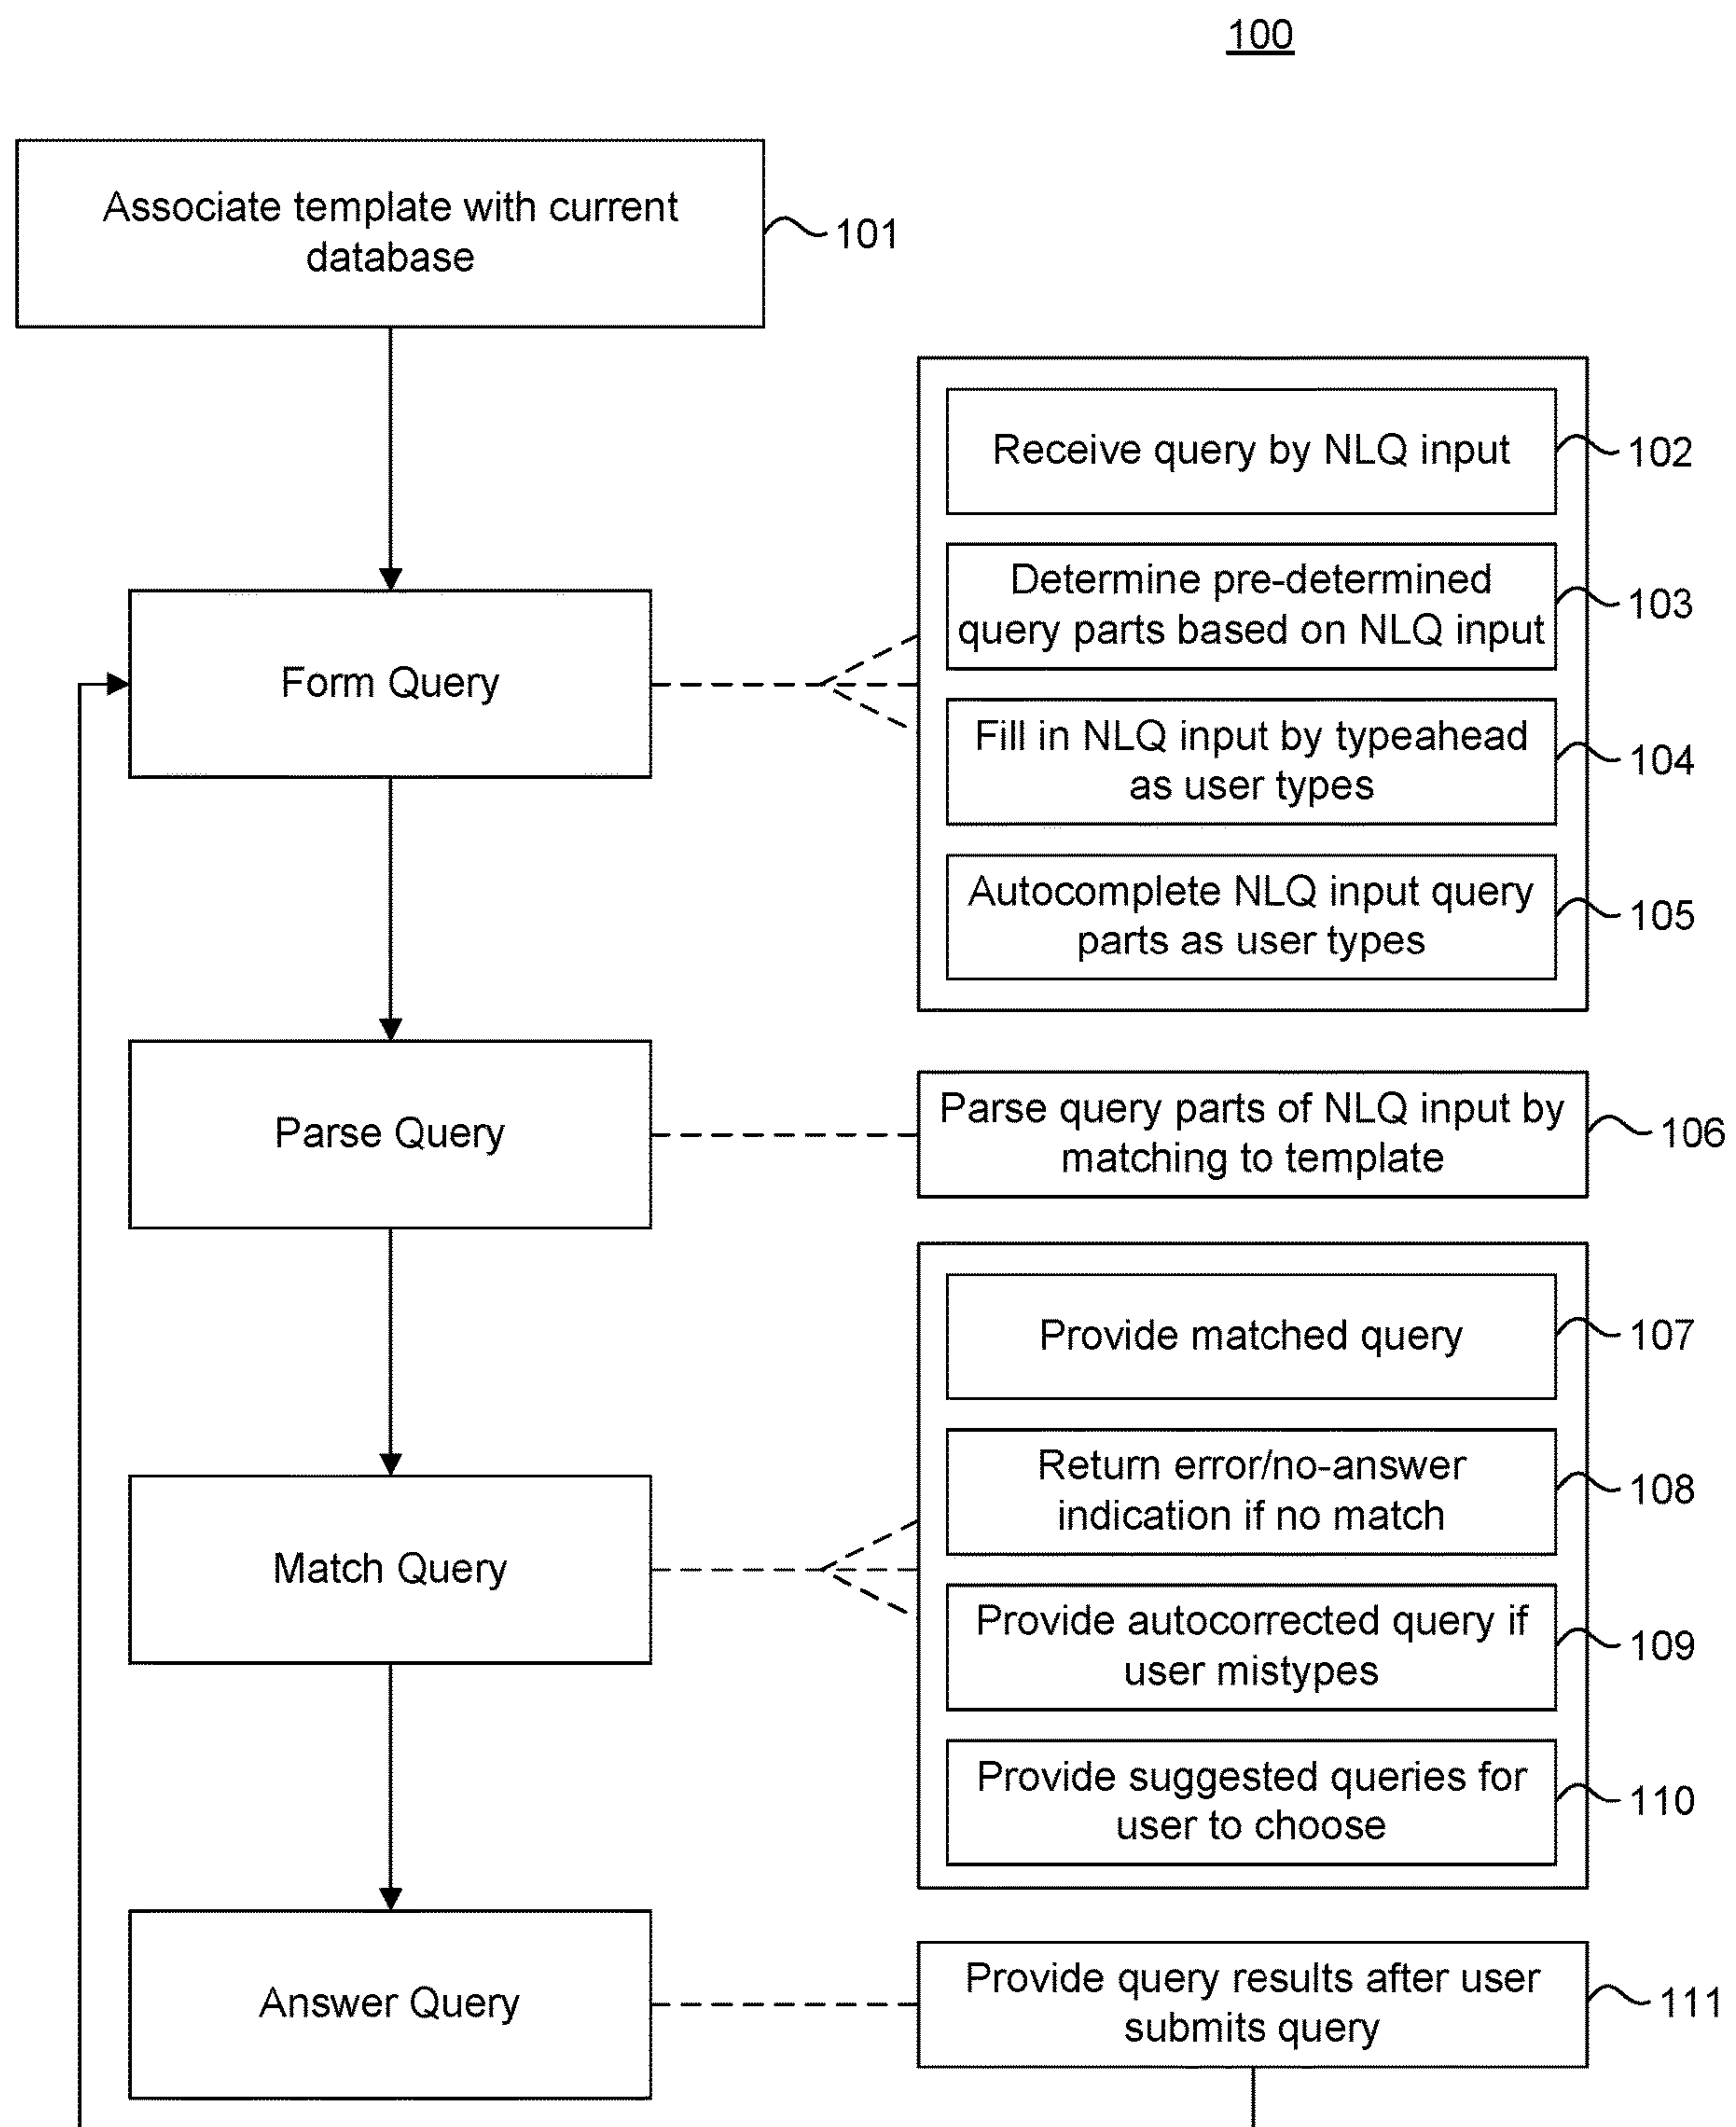 100
Associate template with current
database
101
Receive query by NLQ input
102
Determine pre-determined
query parts based on NLQ input
103
Form Query
Fill in NLQ input by typeahead
as user types
104
Autocomplete NLQ input query
parts as user types
105
Parse Query
Parse query parts of NLQ input by
matching to template
106
Provide matched query
107
Return error/no-answer
indication if no match
108
Match Query
Provide autocorrected query if
user mistypes
109
Provide suggested queries for
user to choose
110
Answer Query
Provide query results after user
submits query
111